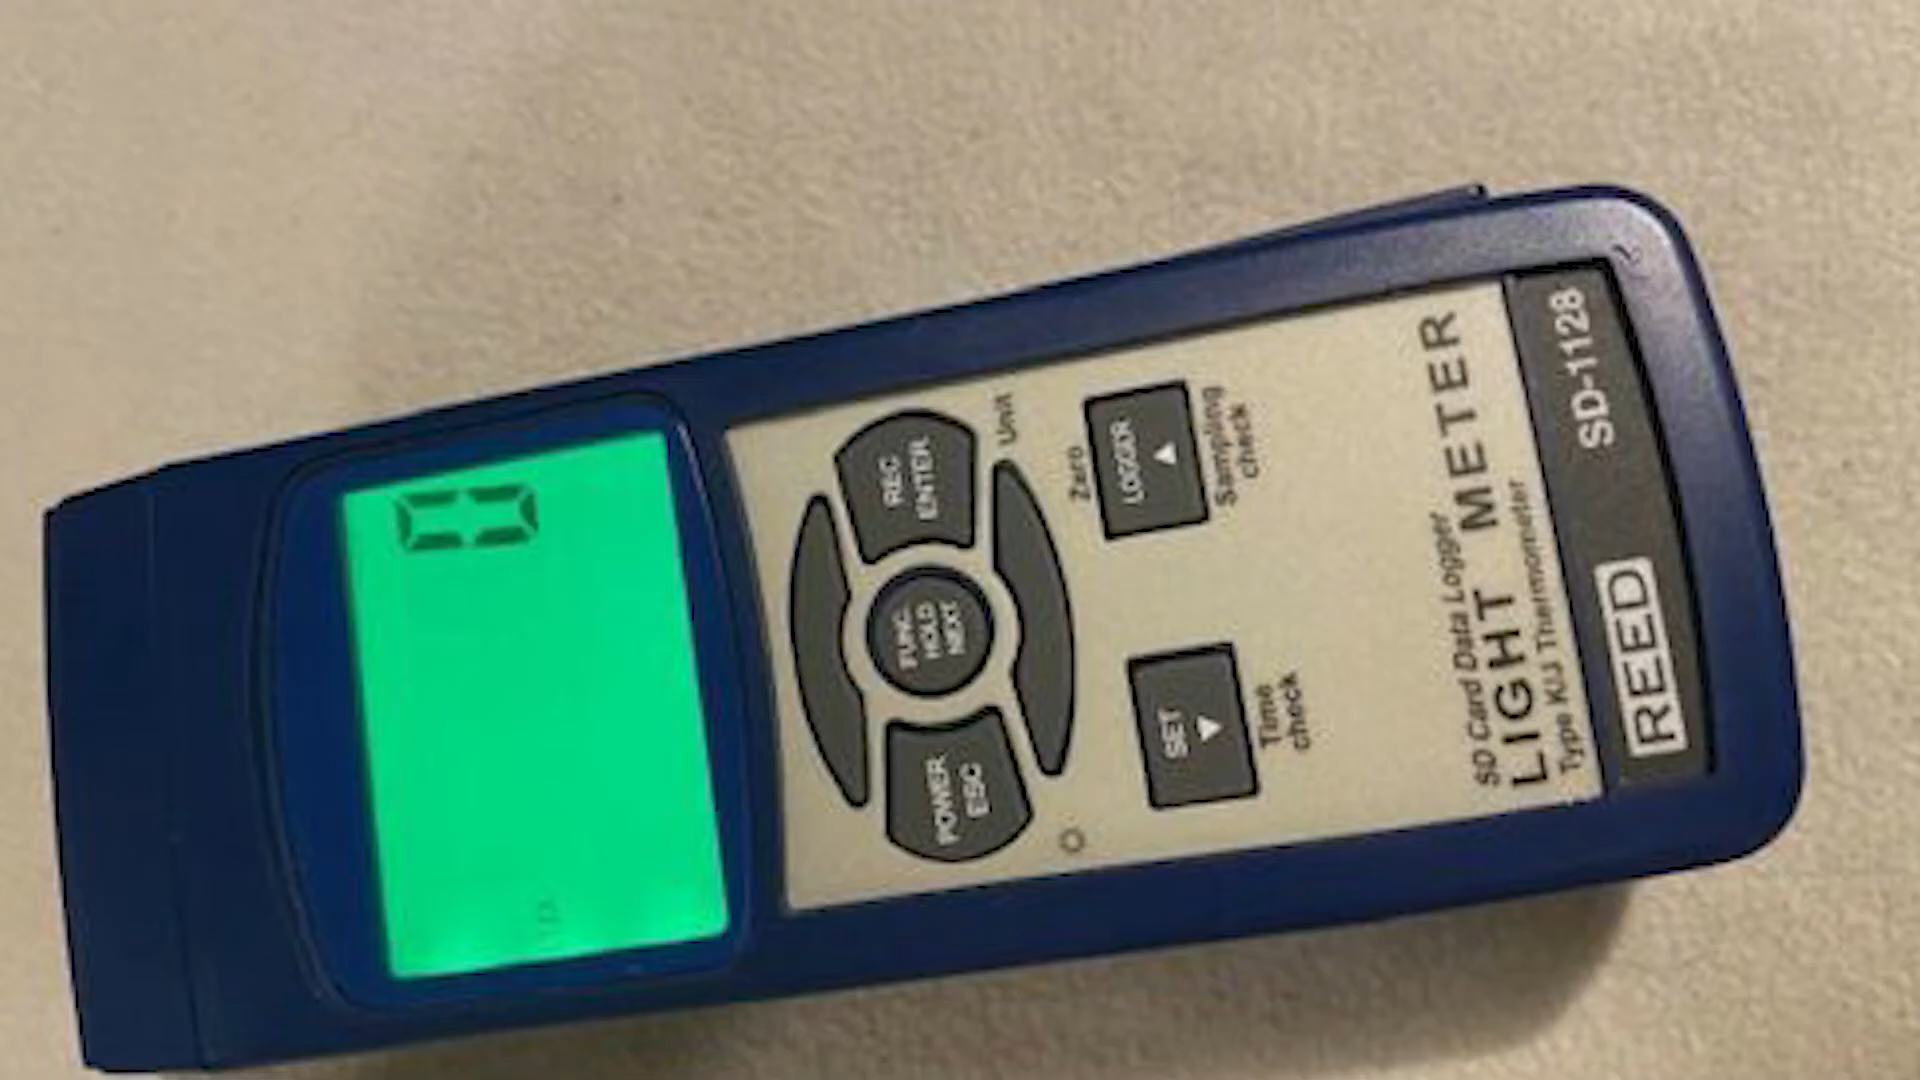 0
REC
ENTER
Unit
FUNC.
HOLD
NEXT
POWER
ESC
Zero
LOGGER
▲
Sampling
check
SET
▼
Time
check
SD Card Data Logger
LIGHT METER
Type K/J Thermometer
REED
SD-1128